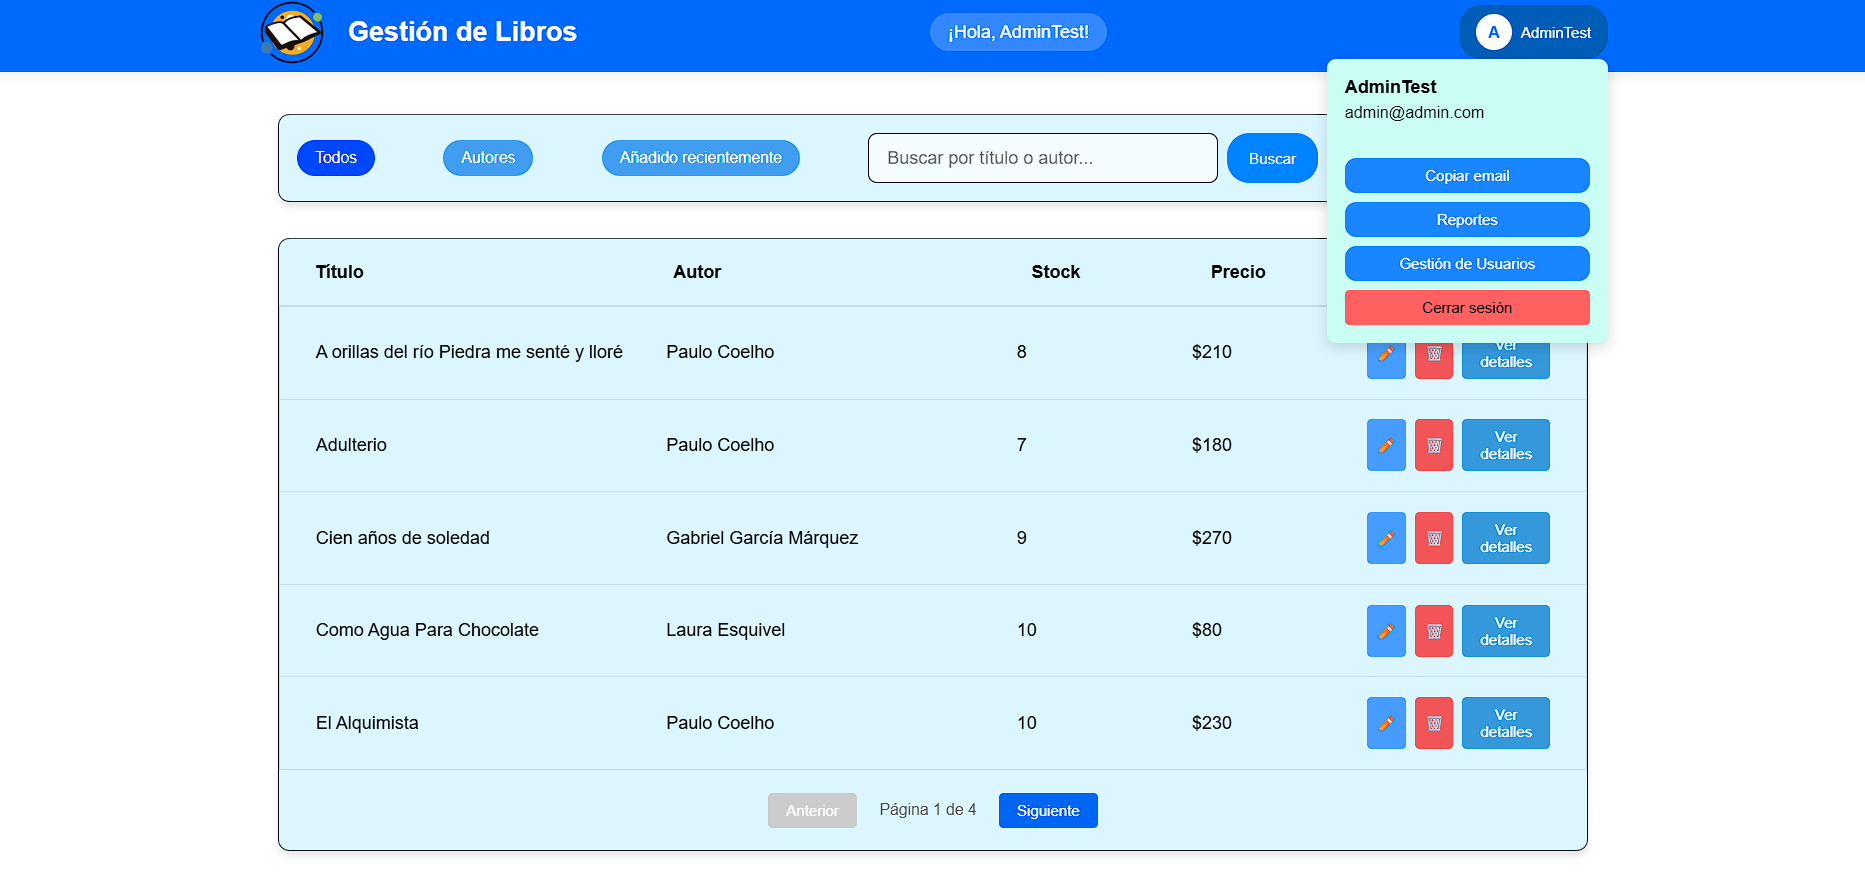 Gestión de Libros
¡Hola, AdminTest!
A AdminTest
AdminTest
admin@admin.com
Copiar email
Reportes
Gestión de Usuarios
Cerrar sesión
Todos Autores Añadido recientemente Buscar por título o autor... Buscar
Título Autor Stock Precio
A orillas del río Piedra me senté y lloré Paulo Coelho 8 $210 Ver
detalles
Adulterio Paulo Coelho 7 $180 Ver
detalles
Cien años de soledad Gabriel García Márquez 9 $270 Ver
detalles
Como Agua Para Chocolate Laura Esquivel 10 $80 Ver
detalles
El Alquimista Paulo Coelho 10 $230 Ver
detalles
Anterior Página 1 de 4 Siguiente